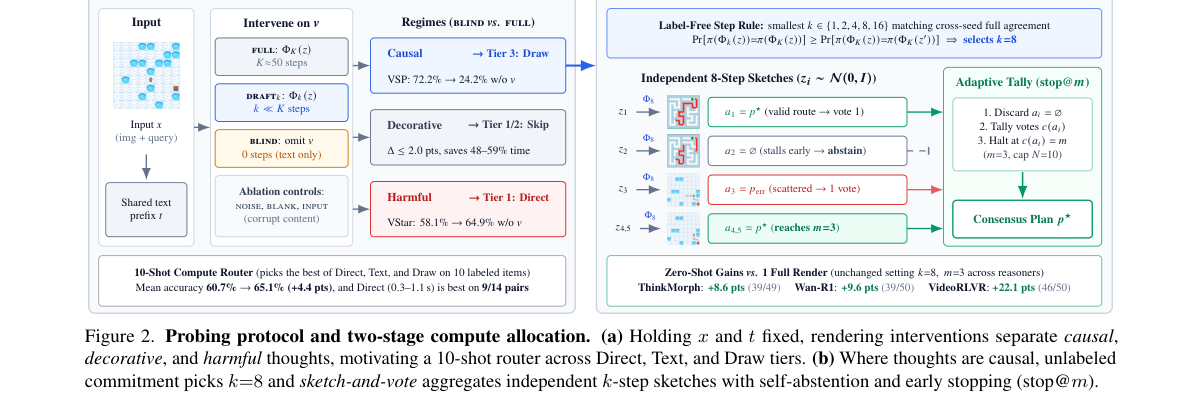 Input
Input x
(img + query)
Shared text
prefix t
Intervene on v
FULL: Φ_K(z)
K≈50 steps
DRAFT_k: Φ_k(z)
k ≪ K steps
BLIND: omit v
0 steps (text only)
Ablation controls:
NOISE, BLANK, INPUT
(corrupt content)
Regimes (BLIND vs. FULL)
Causal → Tier 3: Draw
VSP: 72.2% → 24.2% w/o v
Decorative → Tier 1/2: Skip
Δ ≤ 2.0 pts, saves 48–59% time
Harmful → Tier 1: Direct
VStar: 58.1% → 64.9% w/o v
10-Shot Compute Router (picks the best of Direct, Text, and Draw on 10 labeled items)
Mean accuracy 60.7% → 65.1% (+4.4 pts), and Direct (0.3–1.1 s) is best on 9/14 pairs
Label-Free Step Rule: smallest k ∈ {1, 2, 4, 8, 16} matching cross-seed full agreement
Pr[π(Φ_k(z))=π(Φ_K(z))] ≥ Pr[π(Φ_K(z))=π(Φ_K(z′))] ⇒ selects k=8
Independent 8-Step Sketches (z_i ∼ N(0, I))
z_1 Φ_8 a_1 = p⋆ (valid route → vote 1)
z_2 Φ_8 a_2 = ∅ (stalls early → abstain)
z_3 Φ_8 a_3 = p_err (scattered → 1 vote)
z_4,5 Φ_8 a_4,5 = p⋆ (reaches m=3)
Adaptive Tally (stop@m)
1. Discard a_i = ∅
2. Tally votes c(a_i)
3. Halt at c(a_i) = m
(m=3, cap N=10)
Consensus Plan p⋆
Zero-Shot Gains vs. 1 Full Render (unchanged setting k=8, m=3 across reasoners)
ThinkMorph: +8.6 pts (39/49) Wan-R1: +9.6 pts (39/50) VideoRLVR: +22.1 pts (46/50)
Figure 2. Probing protocol and two-stage compute allocation. (a) Holding x and t fixed, rendering interventions separate causal,
decorative, and harmful thoughts, motivating a 10-shot router across Direct, Text, and Draw tiers. (b) Where thoughts are causal, unlabeled
commitment picks k=8 and sketch-and-vote aggregates independent k-step sketches with self-abstention and early stopping (stop@m).